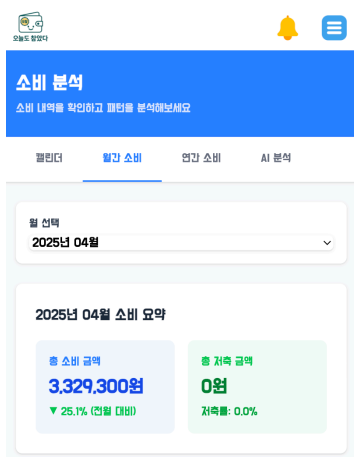 오늘도 참았다
소비 분석
소비 내역을 확인하고 패턴을 분석해보세요
캘린더 월간 소비 연간 소비 AI 분석
월 선택
2025년 04월
2025년 04월 소비 요약
총 소비 금액
3,329,300원
▼ 25.1% (전월 대비)
총 저축 금액
0원
저축률: 0.0%